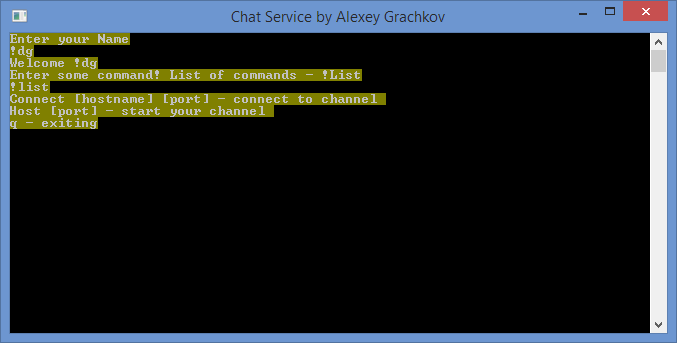 Chat Service by Alexey Grachkov
Enter your Name
!dg
Welcome !dg
Enter some command! List of commands - !List
!list
Connect [hostname] [port] - connect to channel
Host [port] - start your channel
q - exiting